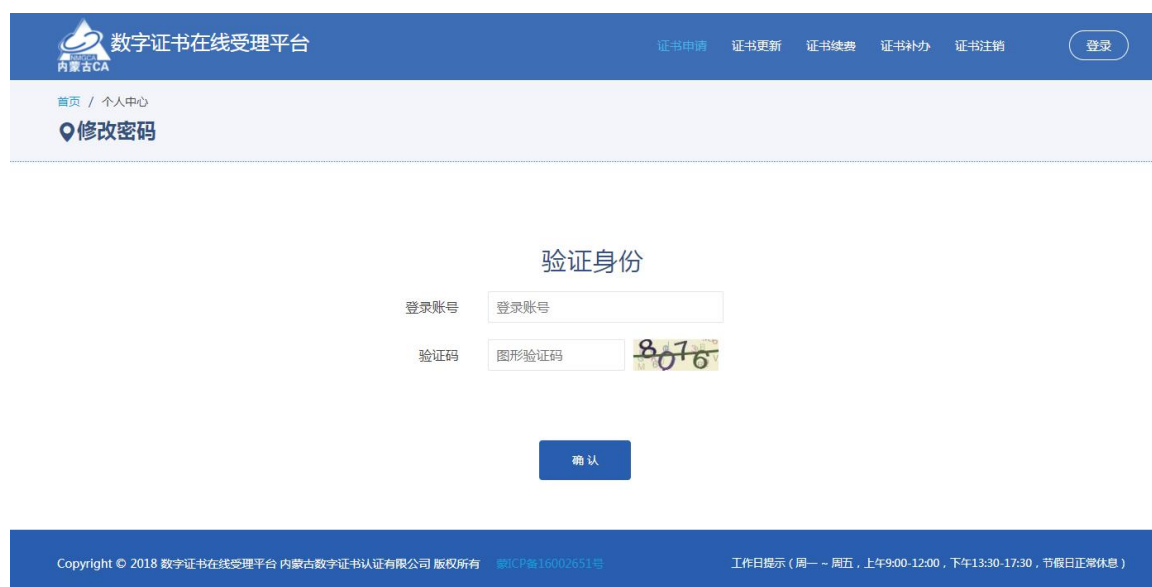 数字证书在线受理平台
NMGCA
内蒙古CA
证书申请 证书更新 证书续费 证书补办 证书注销 登录
首页 / 个人中心
修改密码
验证身份
登录账号 登录账号
验证码 图形验证码 8076
确 认
Copyright © 2018 数字证书在线受理平台 内蒙古数字证书认证有限公司 版权所有 蒙ICP备16002651号 工作日提示 ( 周一 ~ 周五 , 上午9:00-12:00 , 下午13:30-17:30 , 节假日正常休息 )